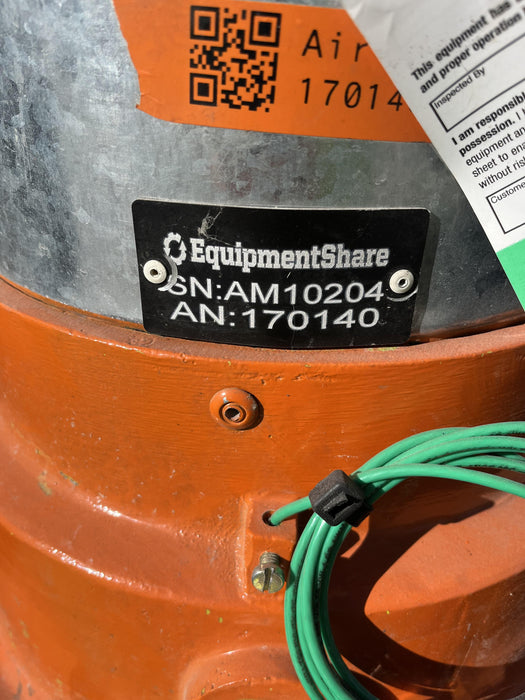 Air
17014
This equipment has
and proper operation
Inspected By
I am responsible
possession. I
equipment an
sheet to ena
without ris
Custome
EquipmentShare
SN:AM10204
AN:170140